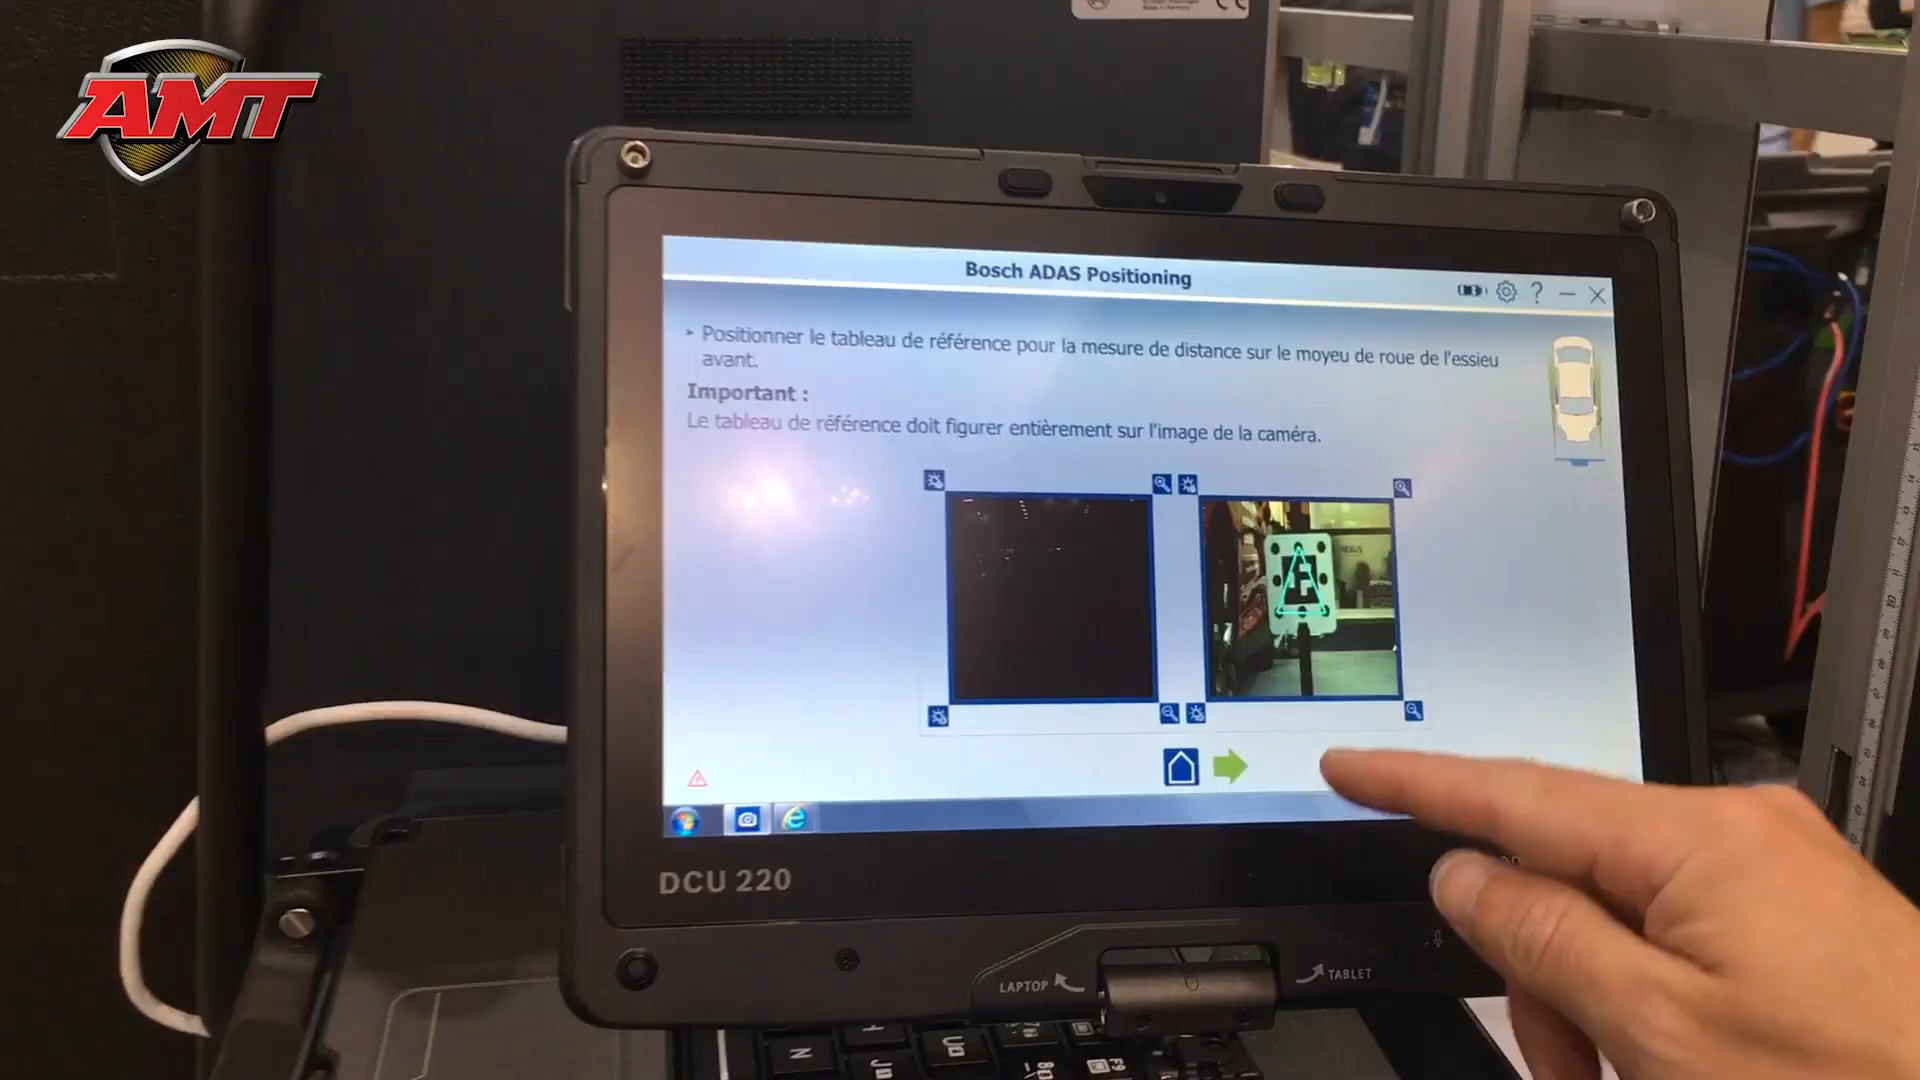 AMT
Bosch ADAS Positioning
?
Positionner le tableau de référence pour la mesure de distance sur le moyeu de roue de l'essieu
avant.
Important :
Le tableau de référence doit figurer entièrement sur l'image de la caméra.
DCU 220
LAPTOP
TABLET
N